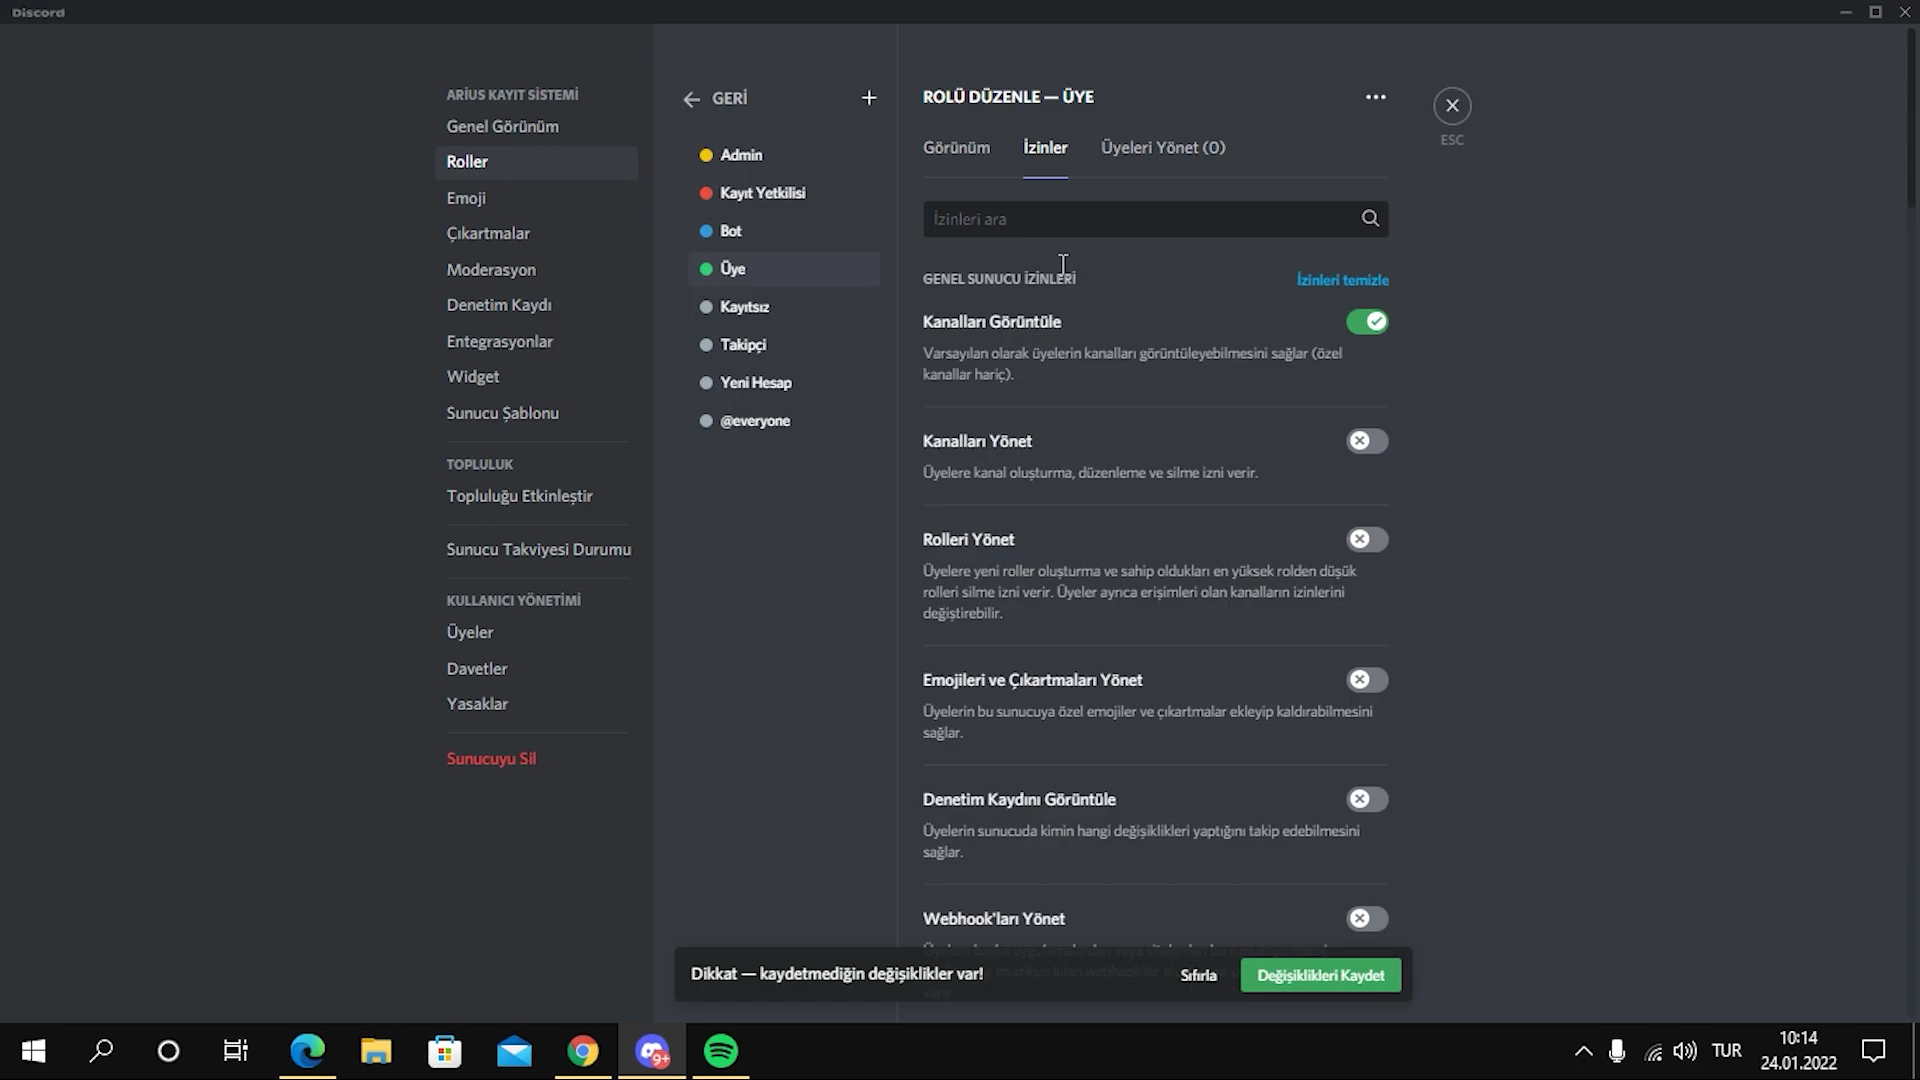 Discord
ARİUS KAYIT SİSTEMİ
Genel Görünüm
Roller
Emoji
Çıkartmalar
Moderasyon
Denetim Kaydı
Entegrasyonlar
Widget
Sunucu Şablonu
TOPLULUK
Topluluğu Etkinleştir
Sunucu Takviyesi Durumu
KULLANICI YÖNETİMİ
Üyeler
Davetler
Yasaklar
Sunucuyu Sil
GERİ
Admin
Kayıt Yetkilisi
Bot
Üye
Kayıtsız
Takipçi
Yeni Hesap
@everyone
ROLÜ DÜZENLE — ÜYE
ESC
Görünüm İzinler Üyeleri Yönet (0)
İzinleri ara
GENEL SUNUCU İZİNLERİ
İzinleri temizle
Kanalları Görüntüle
Varsayılan olarak üyelerin kanalları görüntüleyebilmesini sağlar (özel
kanallar hariç).
Kanalları Yönet
Üyelere kanal oluşturma, düzenleme ve silme izni verir.
Rolleri Yönet
Üyelere yeni roller oluşturma ve sahip oldukları en yüksek rolden düşük
rolleri silme izni verir. Üyeler ayrıca erişimleri olan kanalların izinlerini
değiştirebilir.
Emojileri ve Çıkartmaları Yönet
Üyelerin bu sunucuya özel emojiler ve çıkartmalar ekleyip kaldırabilmesini
sağlar.
Denetim Kaydını Görüntüle
Üyelerin sunucuda kimin hangi değişiklikleri yaptığını takip edebilmesini
sağlar.
Webhook'ları Yönet
Dikkat — kaydetmediğin değişiklikler var!
Sıfırla
Değişiklikleri Kaydet
9+
TUR
10:14
24.01.2022